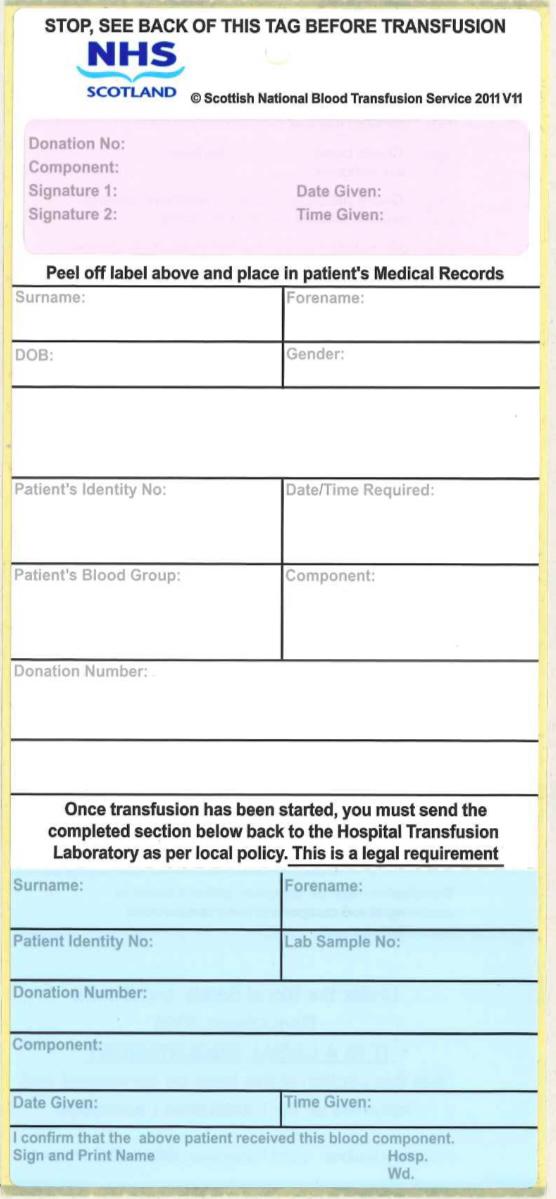 STOP, SEE BACK OF THIS TAG BEFORE TRANSFUSION
NHS
SCOTLAND © Scottish National Blood Transfusion Service 2011 V11
Donation No:
Component:
Signature 1: Date Given:
Signature 2: Time Given:
Peel off label above and place in patient's Medical Records
Surname: Forename:
DOB: Gender:
Patient's Identity No: Date/Time Required:
Patient's Blood Group: Component:
Donation Number:
Once transfusion has been started, you must send the
completed section below back to the Hospital Transfusion
Laboratory as per local policy. This is a legal requirement
Surname: Forename:
Patient Identity No: Lab Sample No:
Donation Number:
Component:
Date Given: Time Given:
I confirm that the above patient received this blood component.
Sign and Print Name Hosp.
Wd.